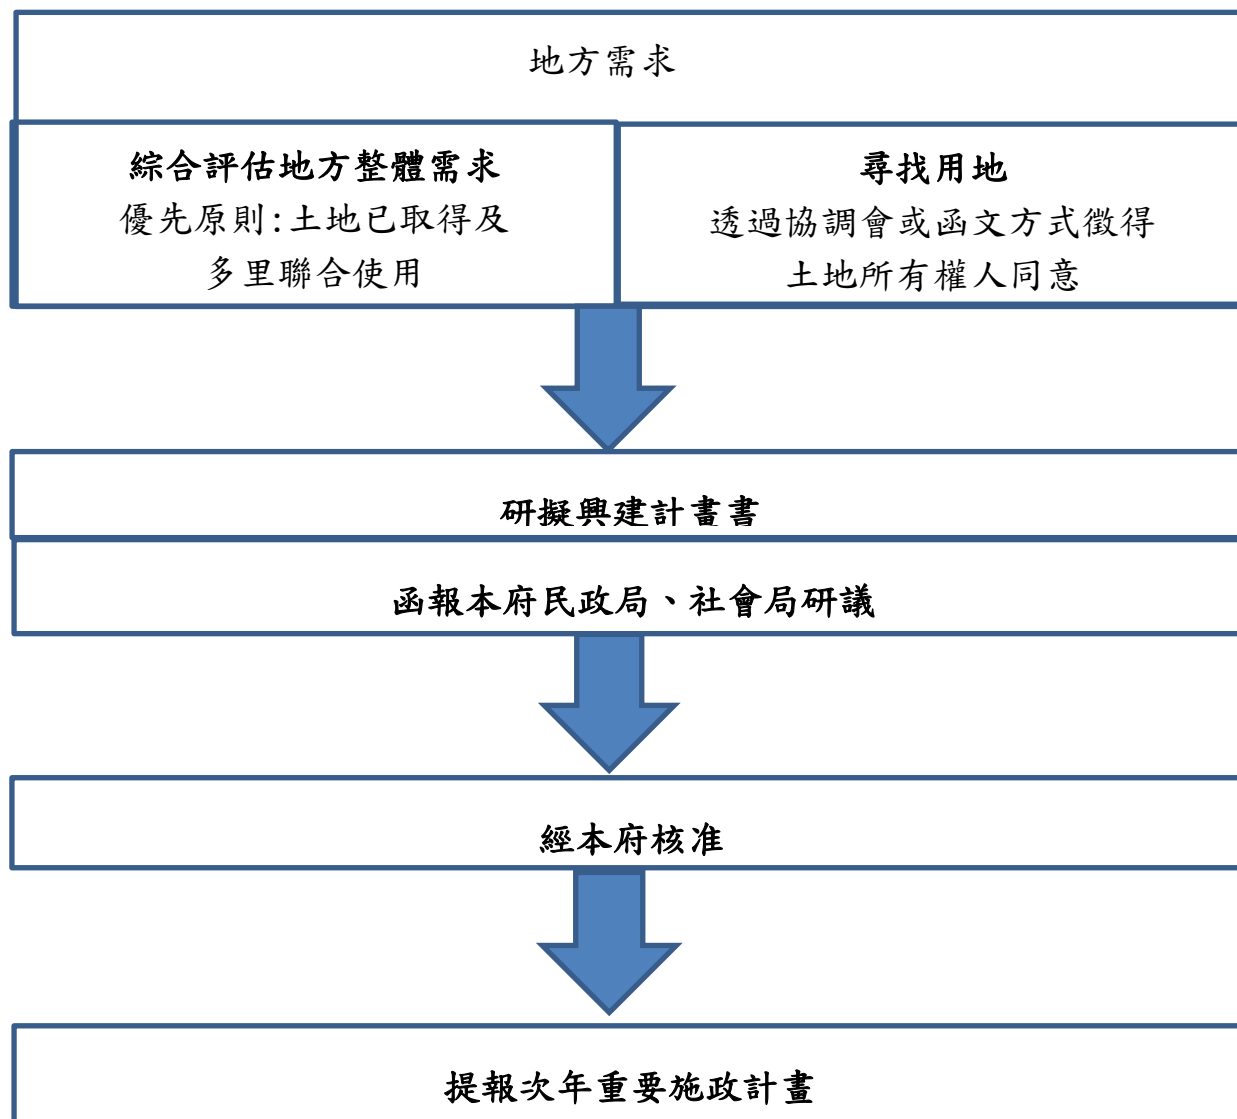 地方需求
綜合評估地方整體需求
優先原則:土地已取得及
多里聯合使用
尋找用地
透過協調會或函文方式徵得
土地所有權人同意
研擬興建計畫書
函報本府民政局、社會局研議
經本府核准
提報次年重要施政計畫